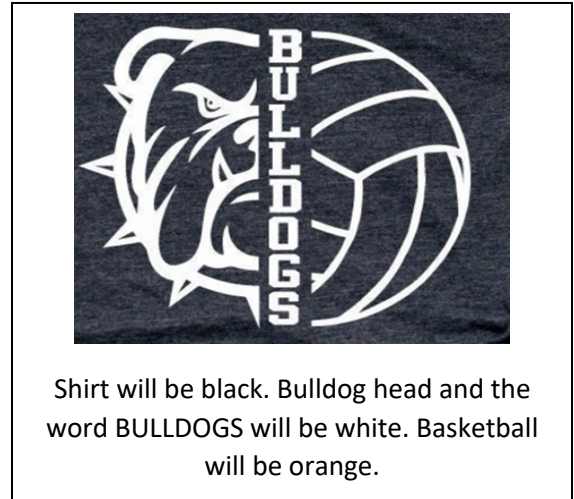 BULLDOGS
Shirt will be black. Bulldog head and the
word BULLDOGS will be white. Basketball
will be orange.